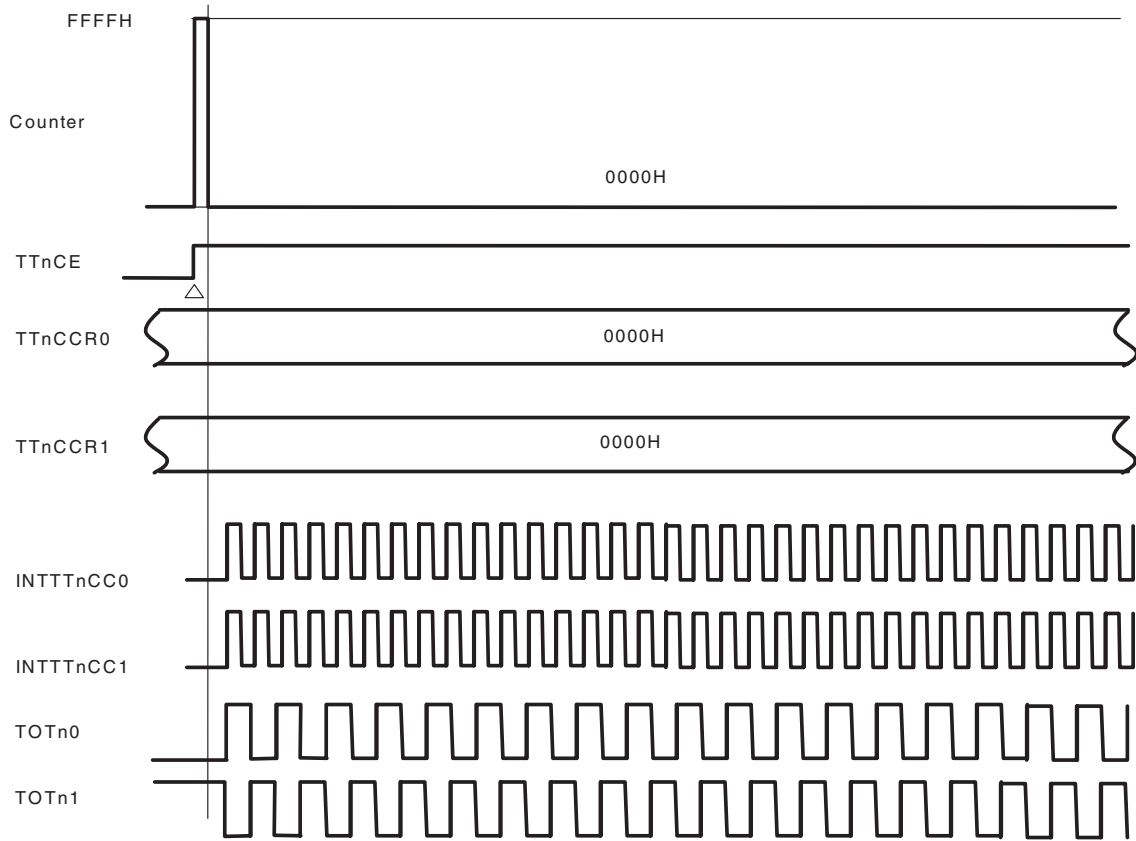 FFFFH
Counter
0000H
TTnCE
TTnCCR0
0000H
TTnCCR1
0000H
INTTTnCC0
INTTTnCC1
TOTn0
TOTn1